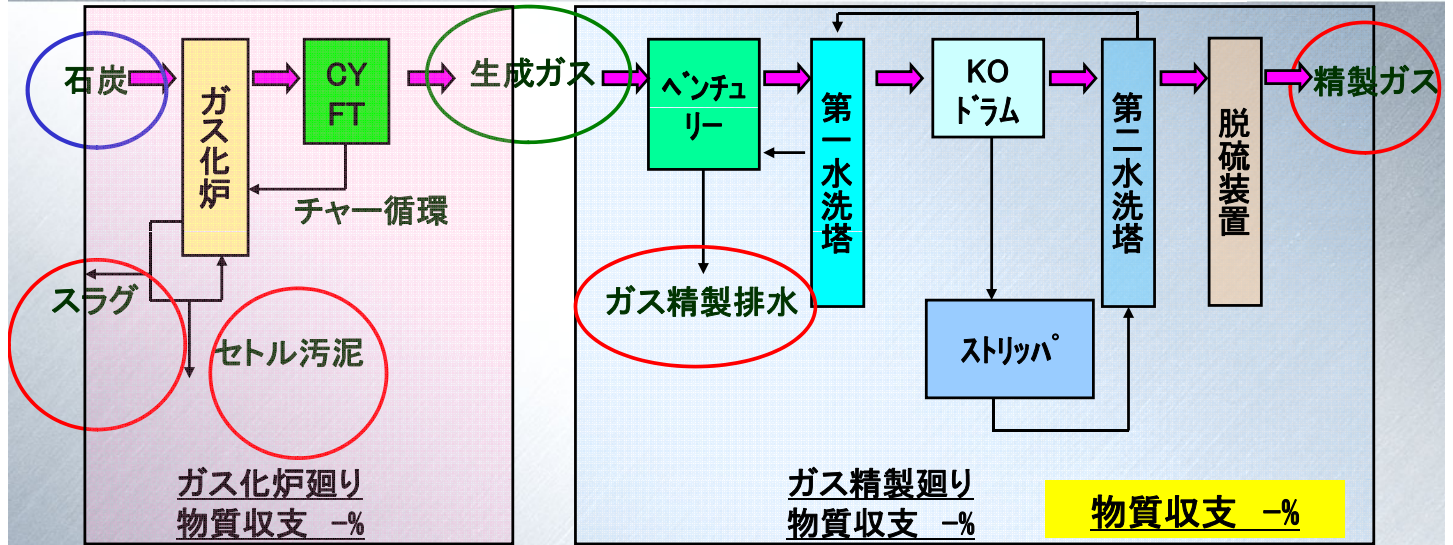 石炭
ガス化炉
CY
FT
生成ガス
ﾍﾞﾝﾁｭ
ﾘｰ
第一水洗塔
KO
ﾄﾞﾗﾑ
第二水洗塔
脱硫装置
精製ガス
チャー循環
スラグ
セトル汚泥
ガス精製排水
ｽﾄﾘｯﾊﾟ
ガス化炉廻り
物質収支 -%
ガス精製廻り
物質収支 -%
物質収支 -%